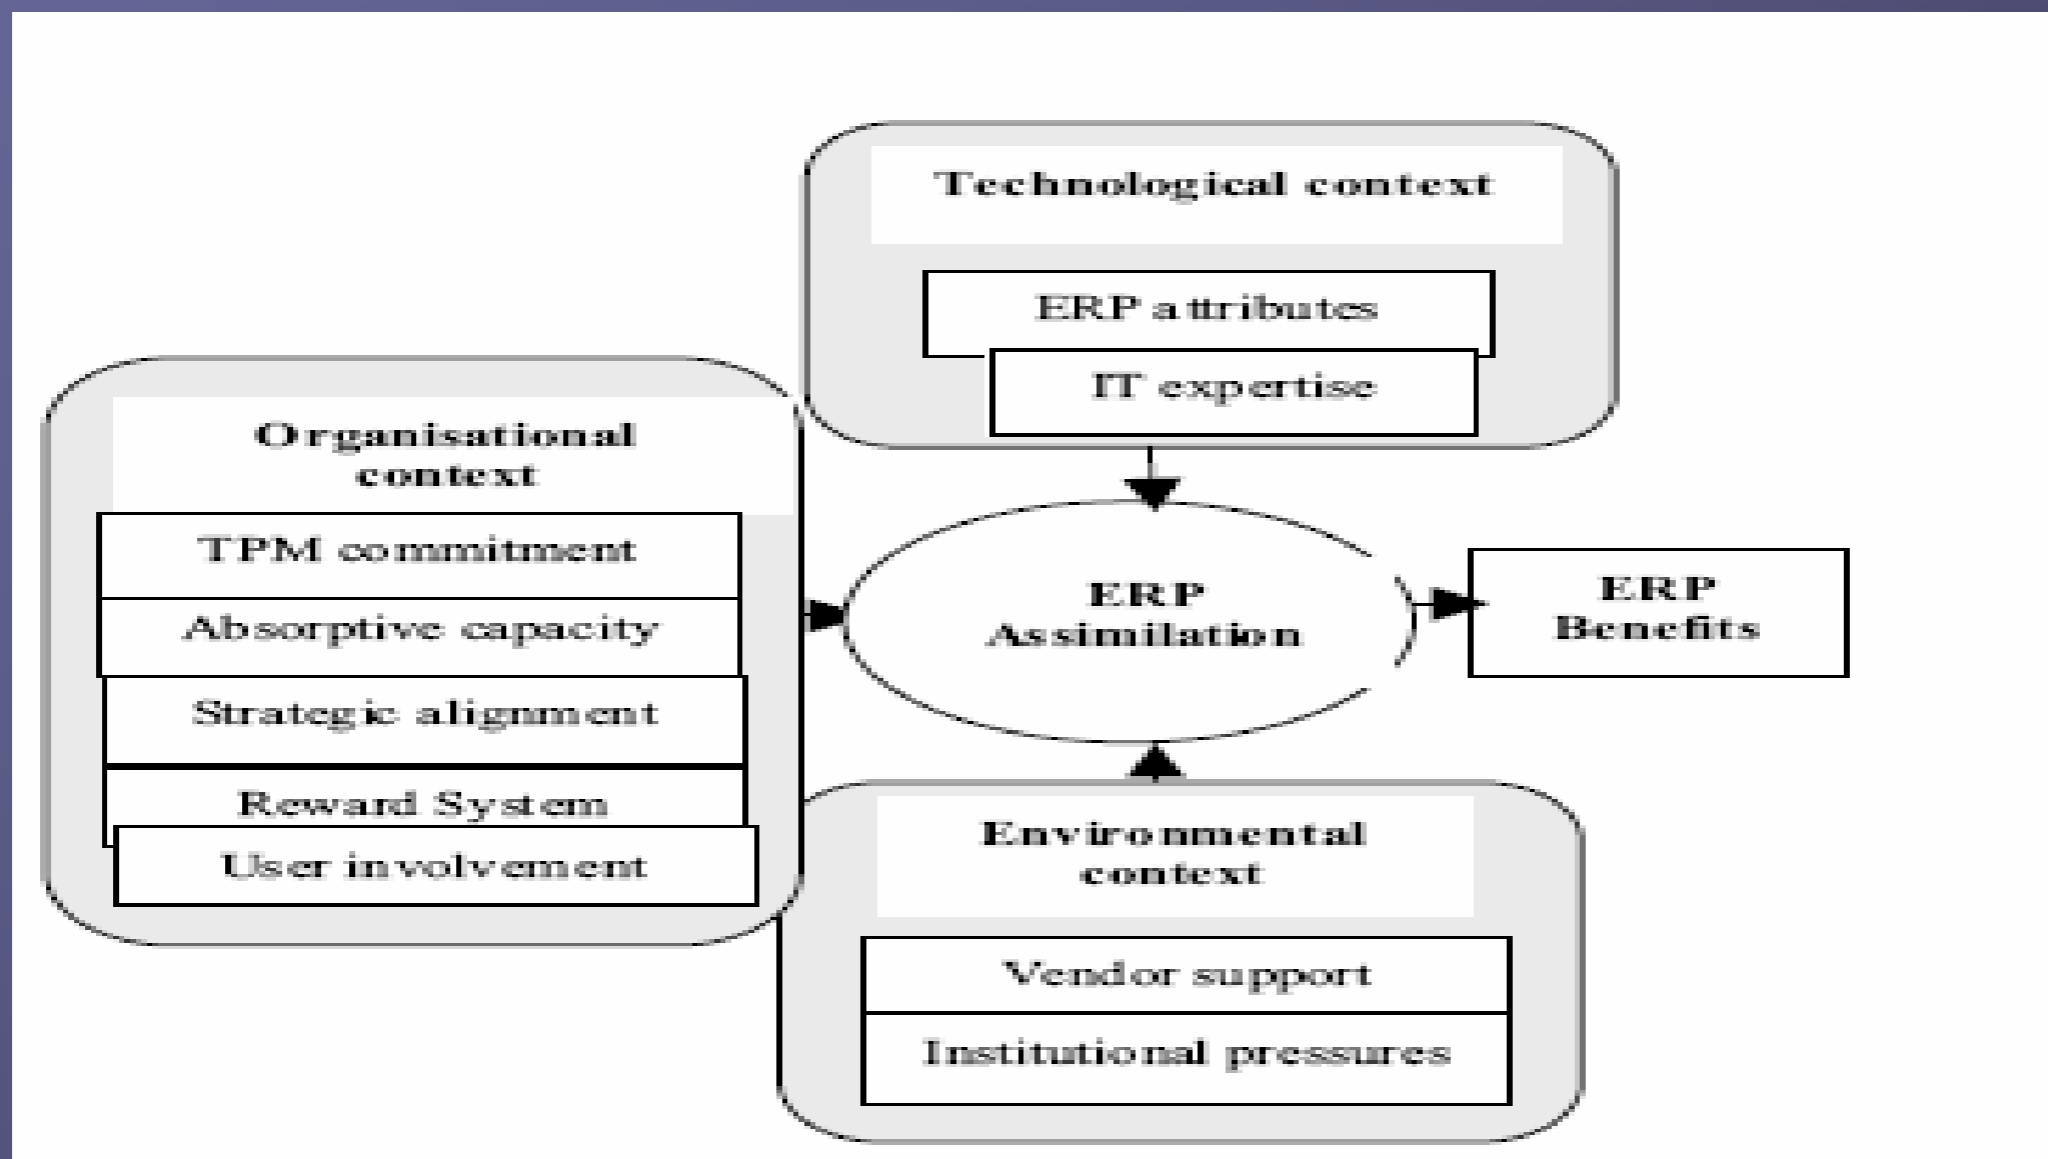 Technological context
ERP attributes
IT expertise
Organisational
context
TPM commitment
Absorptive capacity
Strategic alignment
Reward System
User involvement
ERP
Assimilation
ERP
Benefits
Environmental
context
Vendor support
Institutional pressures